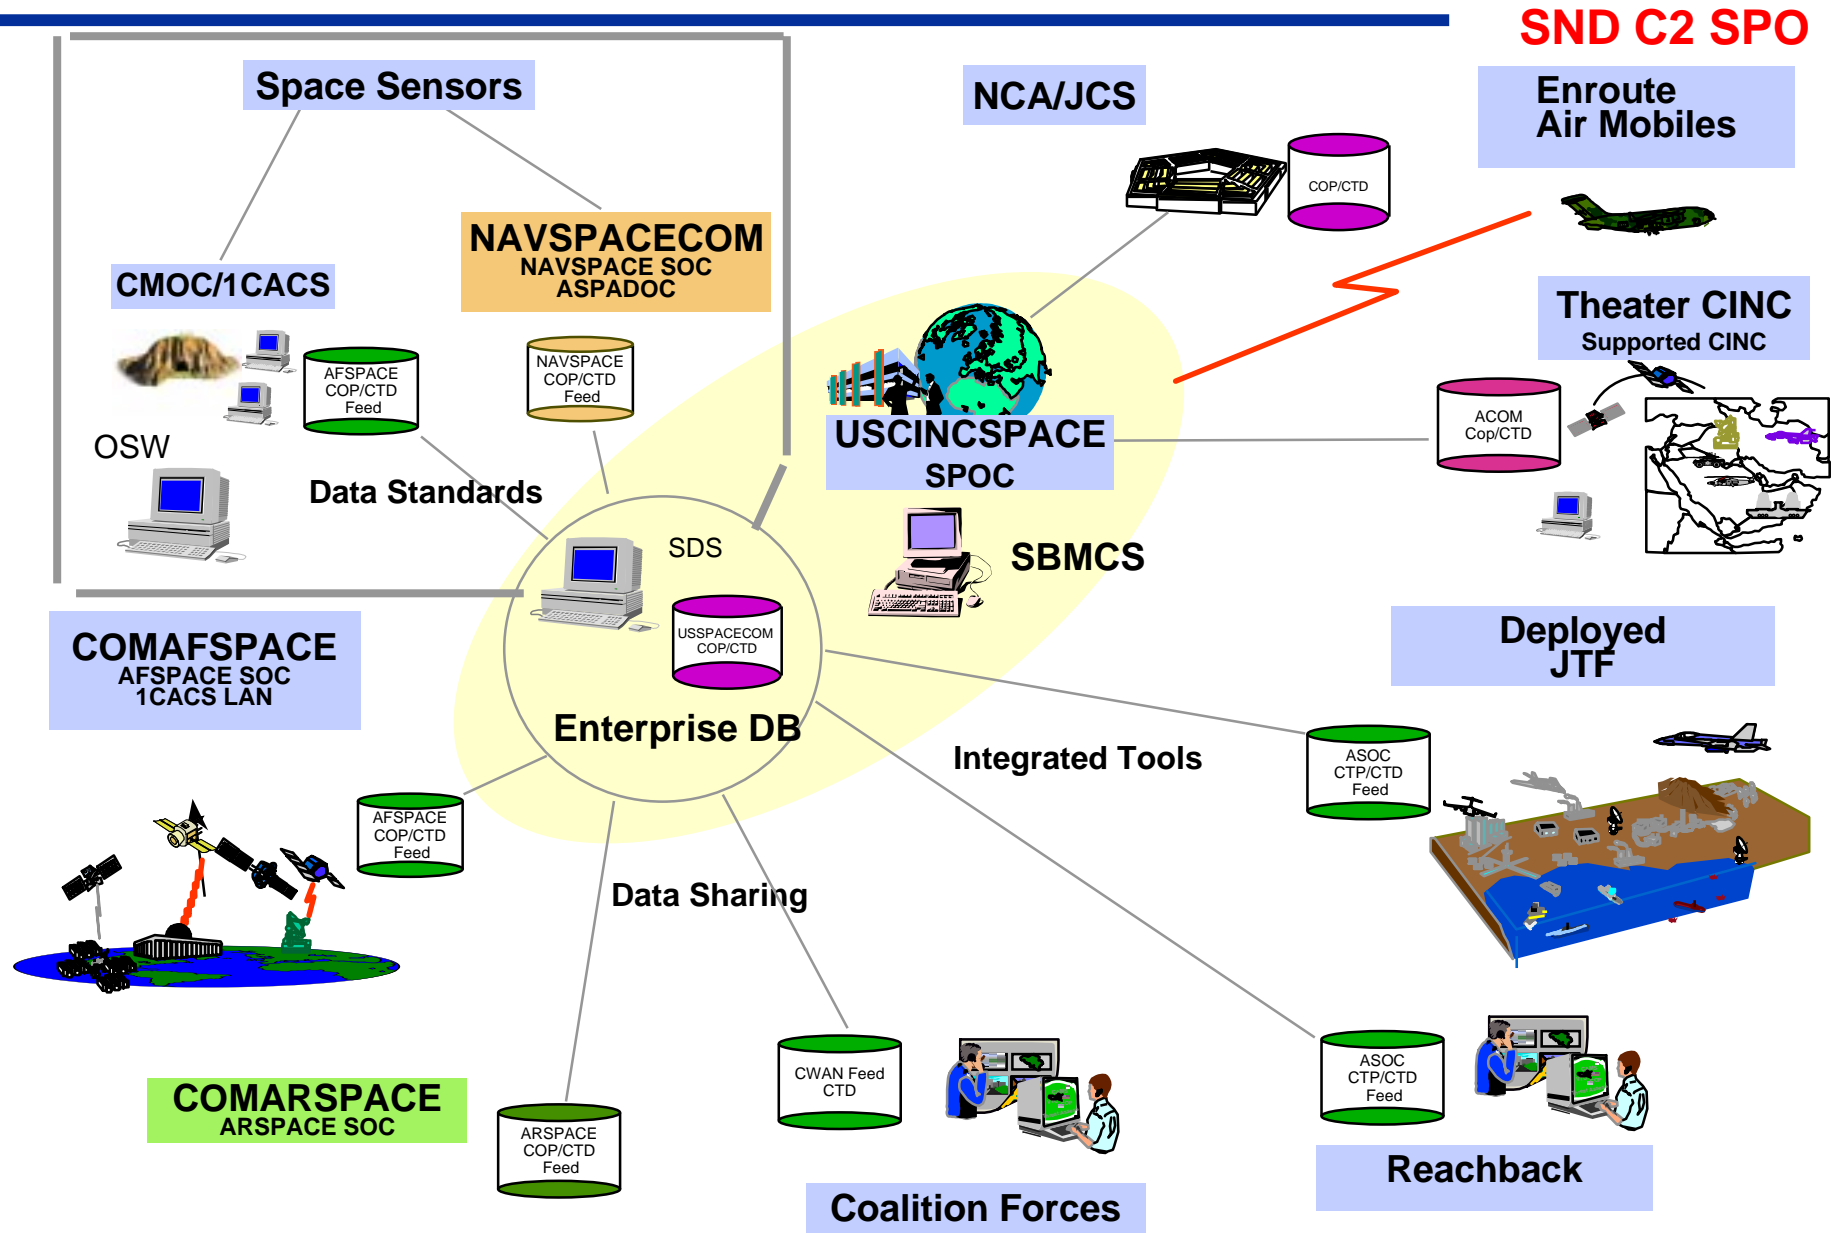 SND C2 SPO
Space Sensors
NCA/JCS
Enroute
Air Mobiles
COP/CTD
NAVSPACECOM
NAVSPACE SOC
ASPADOC
CMOC/1CACS
Theater CINC
Supported CINC
AFSPACE
COP/CTD
Feed
NAVSPACE
COP/CTD
Feed
USCINCSPACE
SPOC
ACOM
Cop/CTD
OSW
Data Standards
SDS
SBMCS
USSPACECOM
COP/CTD
Enterprise DB
COMAFSPACE
AFSPACE SOC
1CACS LAN
Deployed
JTF
Integrated Tools
ASOC
CTP/CTD
Feed
AFSPACE
COP/CTD
Feed
Data Sharing
COMARSPACE
ARSPACE SOC
ARSPACE
COP/CTD
Feed
CWAN Feed
CTD
Coalition Forces
ASOC
CTP/CTD
Feed
Reachback